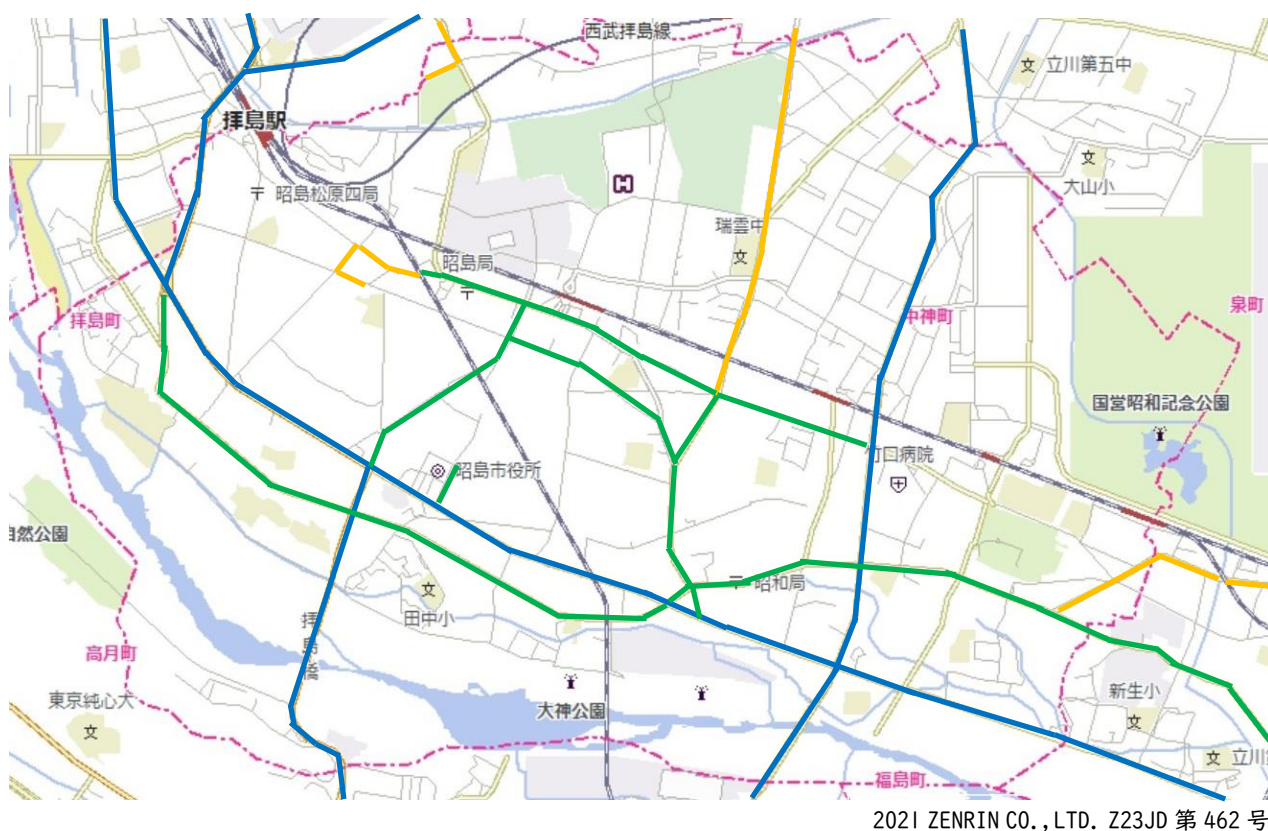 西武拝島線
立川第五中
拝島駅
大山小
〒 昭島松原四局
瑞雲中
昭島局
〒
泉町
拝島町
中神町
国営昭和記念公園
竹口病院
昭島市役所
自然公園
〒 昭和局
田中小
拝島橋
高月町
新生小
東京純心大
大神公園
立川第
福島町
文
文
文
文
文
文
文
2021 ZENRIN CO.,LTD. Z23JD 第 462 号